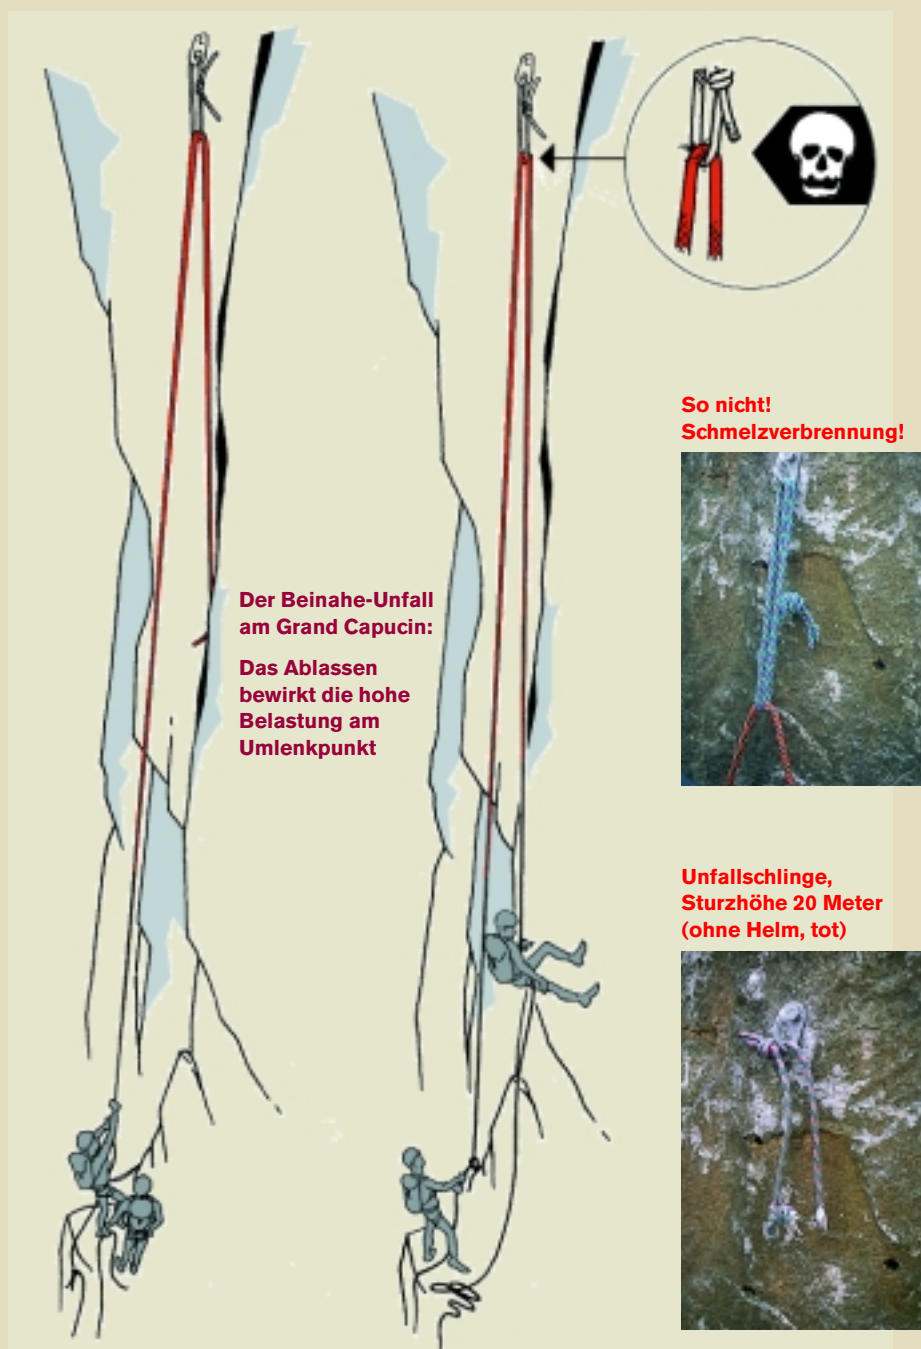 So nicht!
Schmelzverbrennung!
Der Beinahe-Unfall
am Grand Capucin:
Das Ablassen
bewirkt die hohe
Belastung am
Umlenkpunkt
Unfallschlinge,
Sturzhöhe 20 Meter
(ohne Helm, tot)